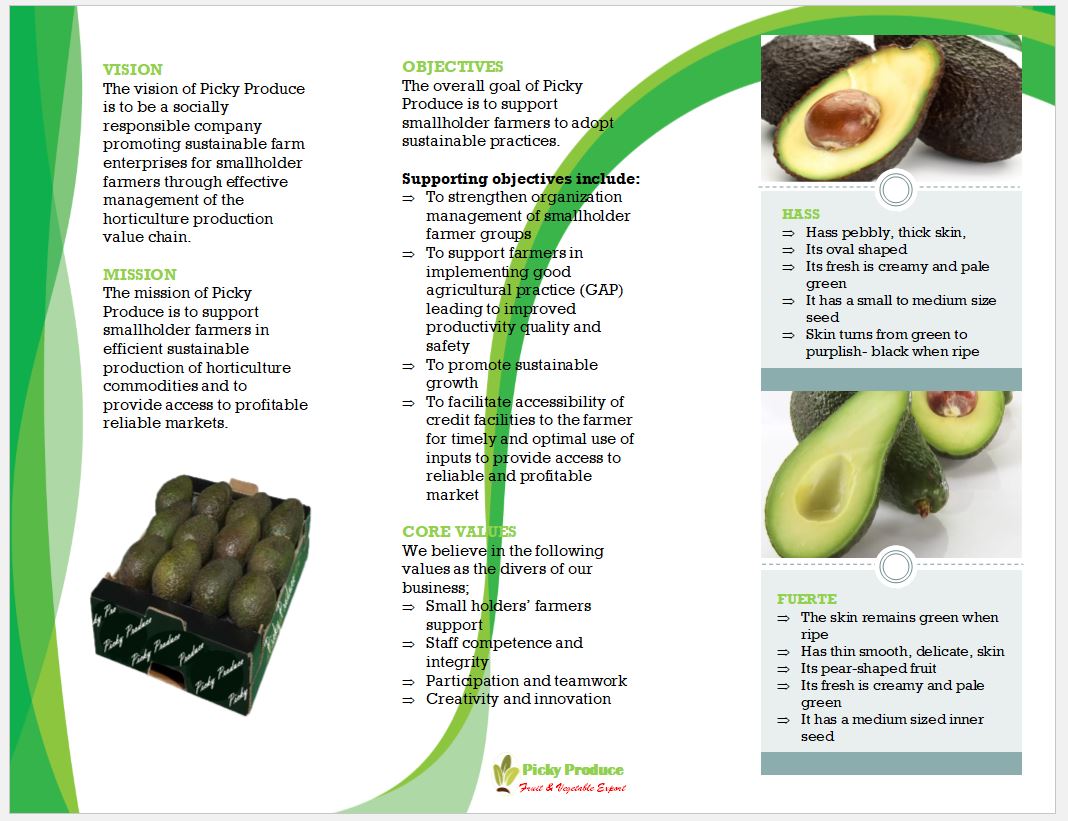 VISION
The vision of Picky Produce
is to be a socially
responsible company
promoting sustainable farm
enterprises for smallholder
farmers through effective
management of the
horticulture production
value chain.
MISSION
The mission of Picky
Produce is to support
smallholder farmers in
efficient sustainable
production of horticulture
commodities and to
provide access to profitable
reliable markets.
Picky Pro
Picky Produce
Picky Produce
Picky Produce
Picky
Picky Produce
OBJECTIVES
The overall goal of Picky
Produce is to support
smallholder farmers to adopt
sustainable practices.
Supporting objectives include:
⇒ To strengthen organization
management of smallholder
farmer groups
⇒ To support farmers in
implementing good
agricultural practice (GAP)
leading to improved
productivity quality and
safety
⇒ To promote sustainable
growth
⇒ To facilitate accessibility of
credit facilities to the farmer
for timely and optimal use of
inputs to provide access to
reliable and profitable
market
CORE VALUES
We believe in the following
values as the divers of our
business;
⇒ Small holders’ farmers
support
⇒ Staff competence and
integrity
⇒ Participation and teamwork
⇒ Creativity and innovation
Picky Produce
Fruit & Vegetable Export
HASS
⇒ Hass pebbly, thick skin,
⇒ Its oval shaped
⇒ Its fresh is creamy and pale
green
⇒ It has a small to medium size
seed
⇒ Skin turns from green to
purplish- black when ripe
FUERTE
⇒ The skin remains green when
ripe
⇒ Has thin smooth, delicate, skin
⇒ Its pear-shaped fruit
⇒ Its fresh is creamy and pale
green
⇒ It has a medium sized inner
seed